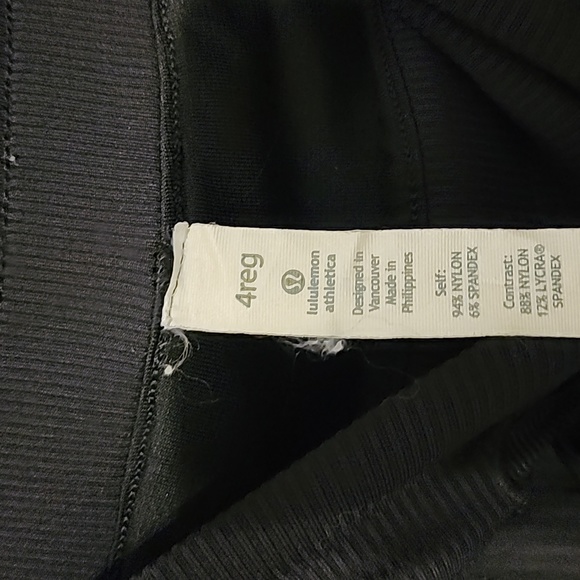 4reg
lululemon
athletica
Designed in
Vancouver
Made in
Philippines
Self:
94% NYLON
6% SPANDEX
Contrast:
88% NYLON
12% LYCRA®
SPANDEX